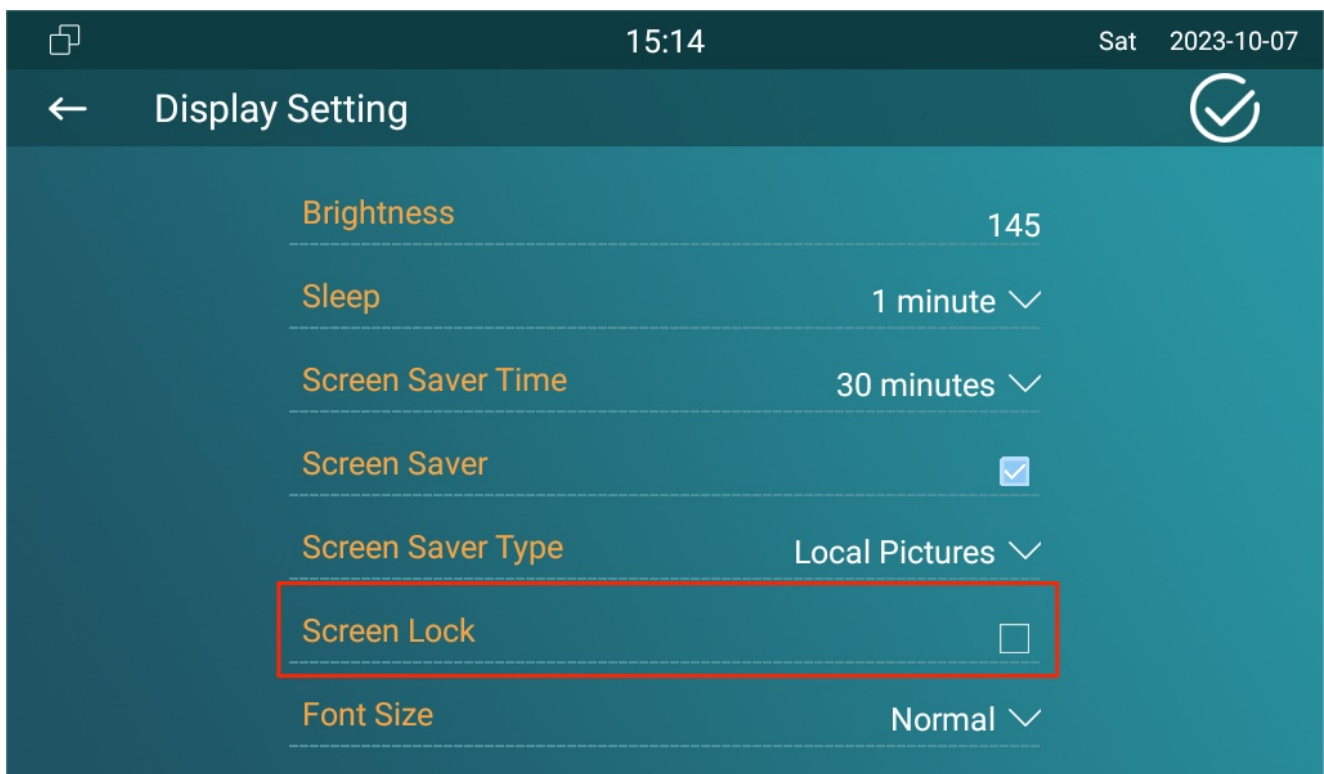 15:14 Sat 2023-10-07
Display Setting
Brightness 145
Sleep 1 minute
Screen Saver Time 30 minutes
Screen Saver
Screen Saver Type Local Pictures
Screen Lock
Font Size Normal